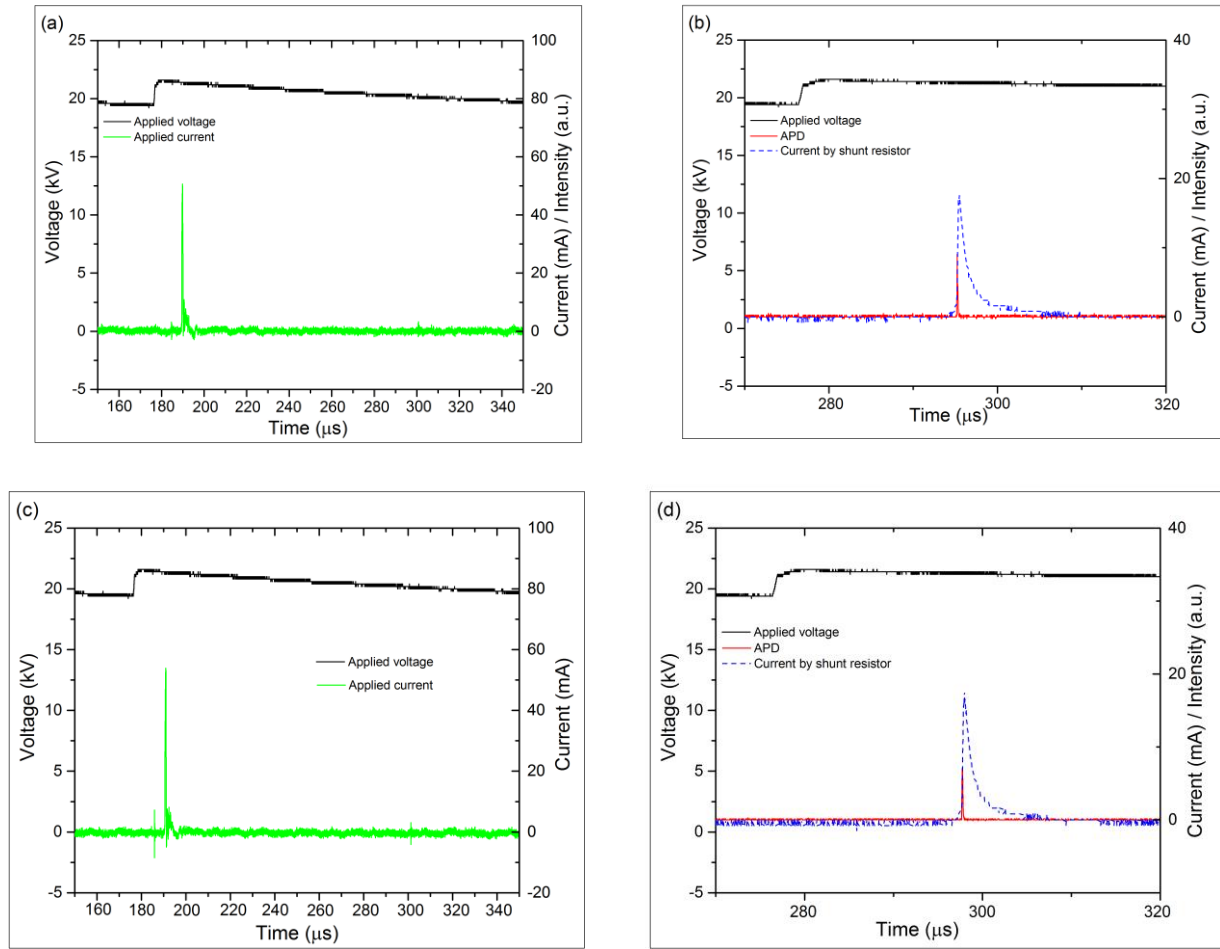 (a)
25
20
15
10
5
0
-5
Voltage (kV)
100
80
60
40
20
0
-20
Current (mA) / Intensity (a.u.)
Applied voltage
Applied current
160 180 200 220 240 260 280 300 320 340
Time (μs)
(b)
25
20
15
10
5
0
-5
Voltage (kV)
40
20
0
Current (mA) / Intensity (a.u.)
Applied voltage
APD
Current by shunt resistor
280 300 320
Time (μs)
(c)
25
20
15
10
5
0
-5
Voltage (kV)
100
80
60
40
20
0
-20
Current (mA)
Applied voltage
Applied current
160 180 200 220 240 260 280 300 320 340
Time (μs)
(d)
25
20
15
10
5
0
-5
Voltage (kV)
40
20
0
Current (mA) / Intensity (a.u.)
Applied voltage
APD
Current by shunt resistor
280 300 320
Time (μs)